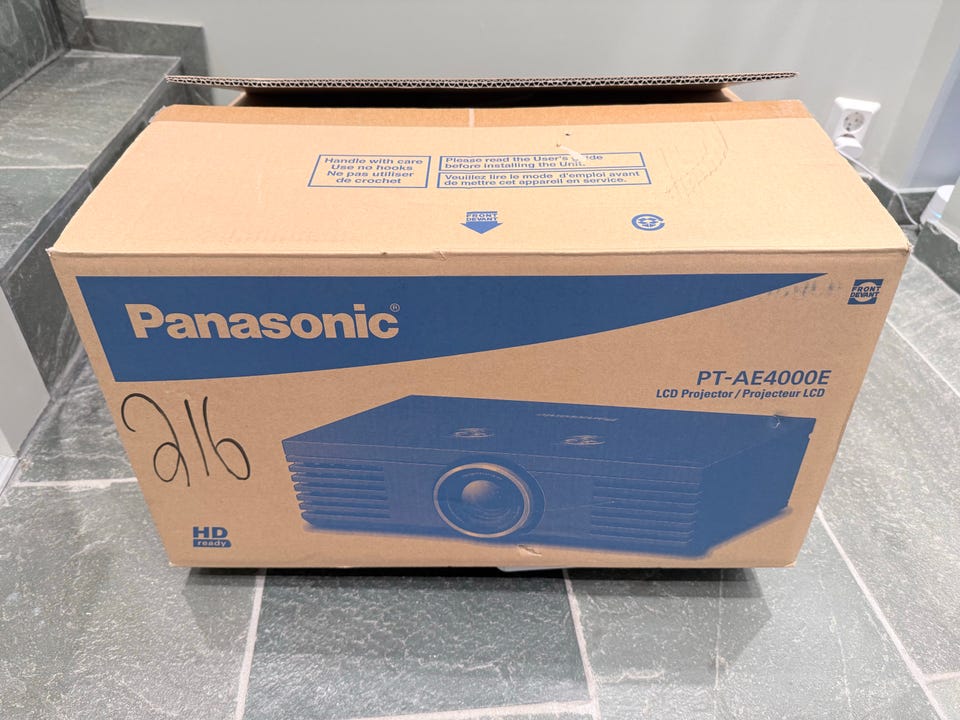 Handle with care
Use no hooks
Ne pas utiliser
de crochet
Please read the User's guide
before installing the Unit.
Veuillez lire le mode d'emploi avant
de mettre cet appareil en service.
FRONT
DEVANT
Panasonic®
FRONT
DEVANT
PT-AE4000E
LCD Projector / Projecteur LCD
216
Panasonic
HD
ready